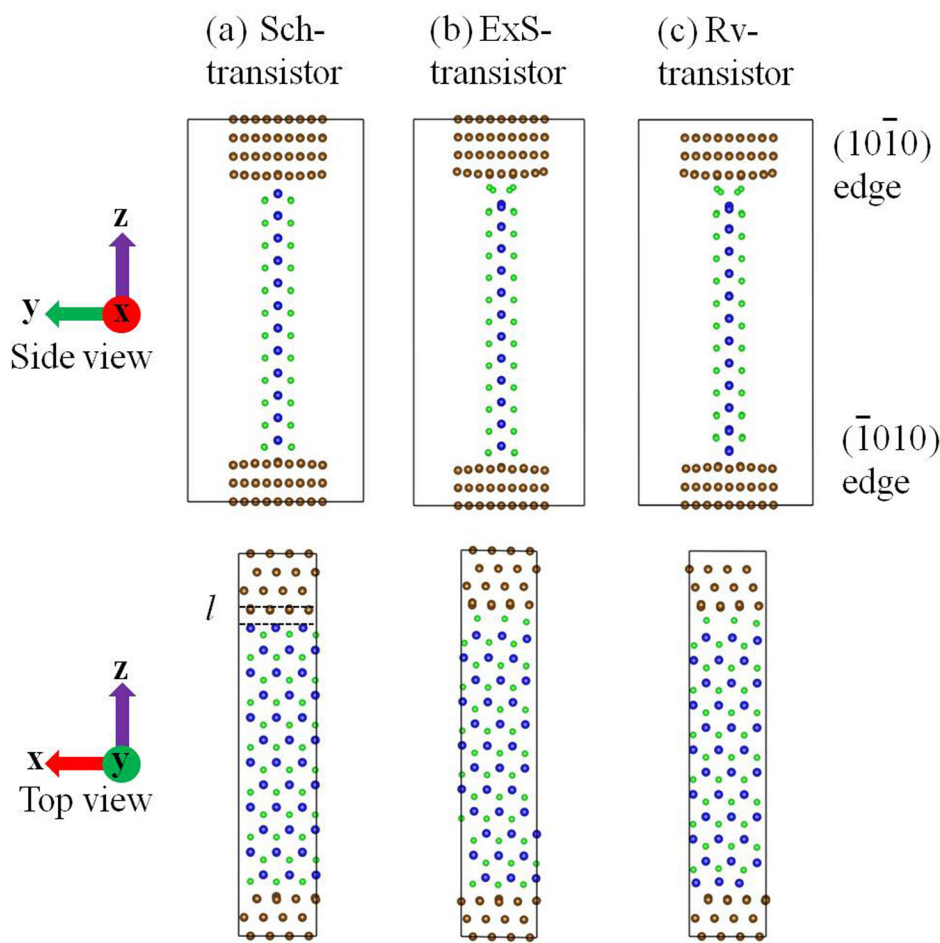 (a) Sch-
transistor
(b) ExS-
transistor
(c) Rv-
transistor
(101̅0)
edge
z
y
x
Side view
(1̅010)
edge
l
z
x
y
Top view